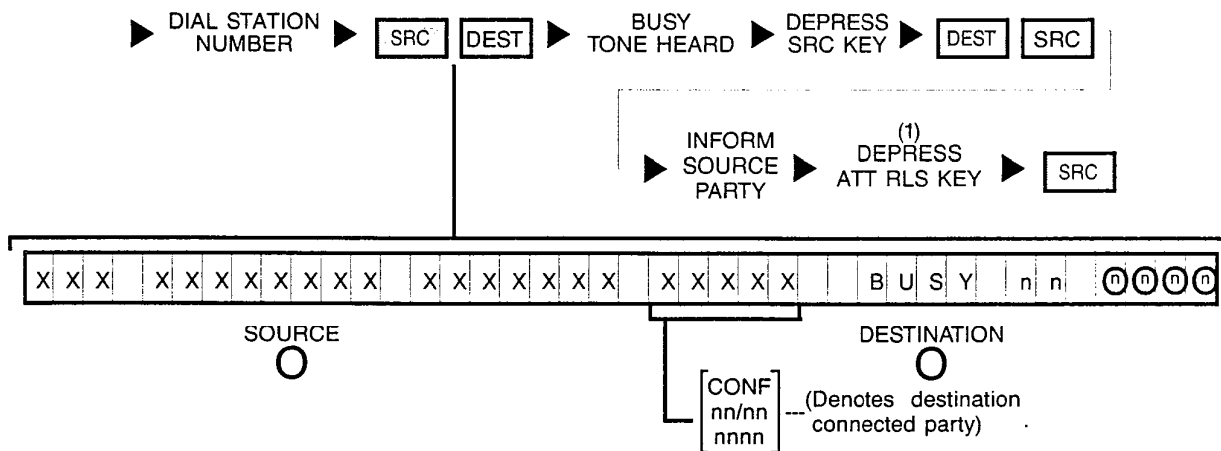 DIAL STATION
NUMBER
SRC DEST
BUSY
TONE HEARD
DEPRESS
SRC KEY
DEST SRC
INFORM
SOURCE
PARTY
(1)
DEPRESS
ATT RLS KEY
SRC
X X X X X X X X X X X X X X X X X X X X X X X B U S Y n n n n n n
SOURCE
DESTINATION
CONF
nn/nn
nnnn
---(Denotes destination
connected party)